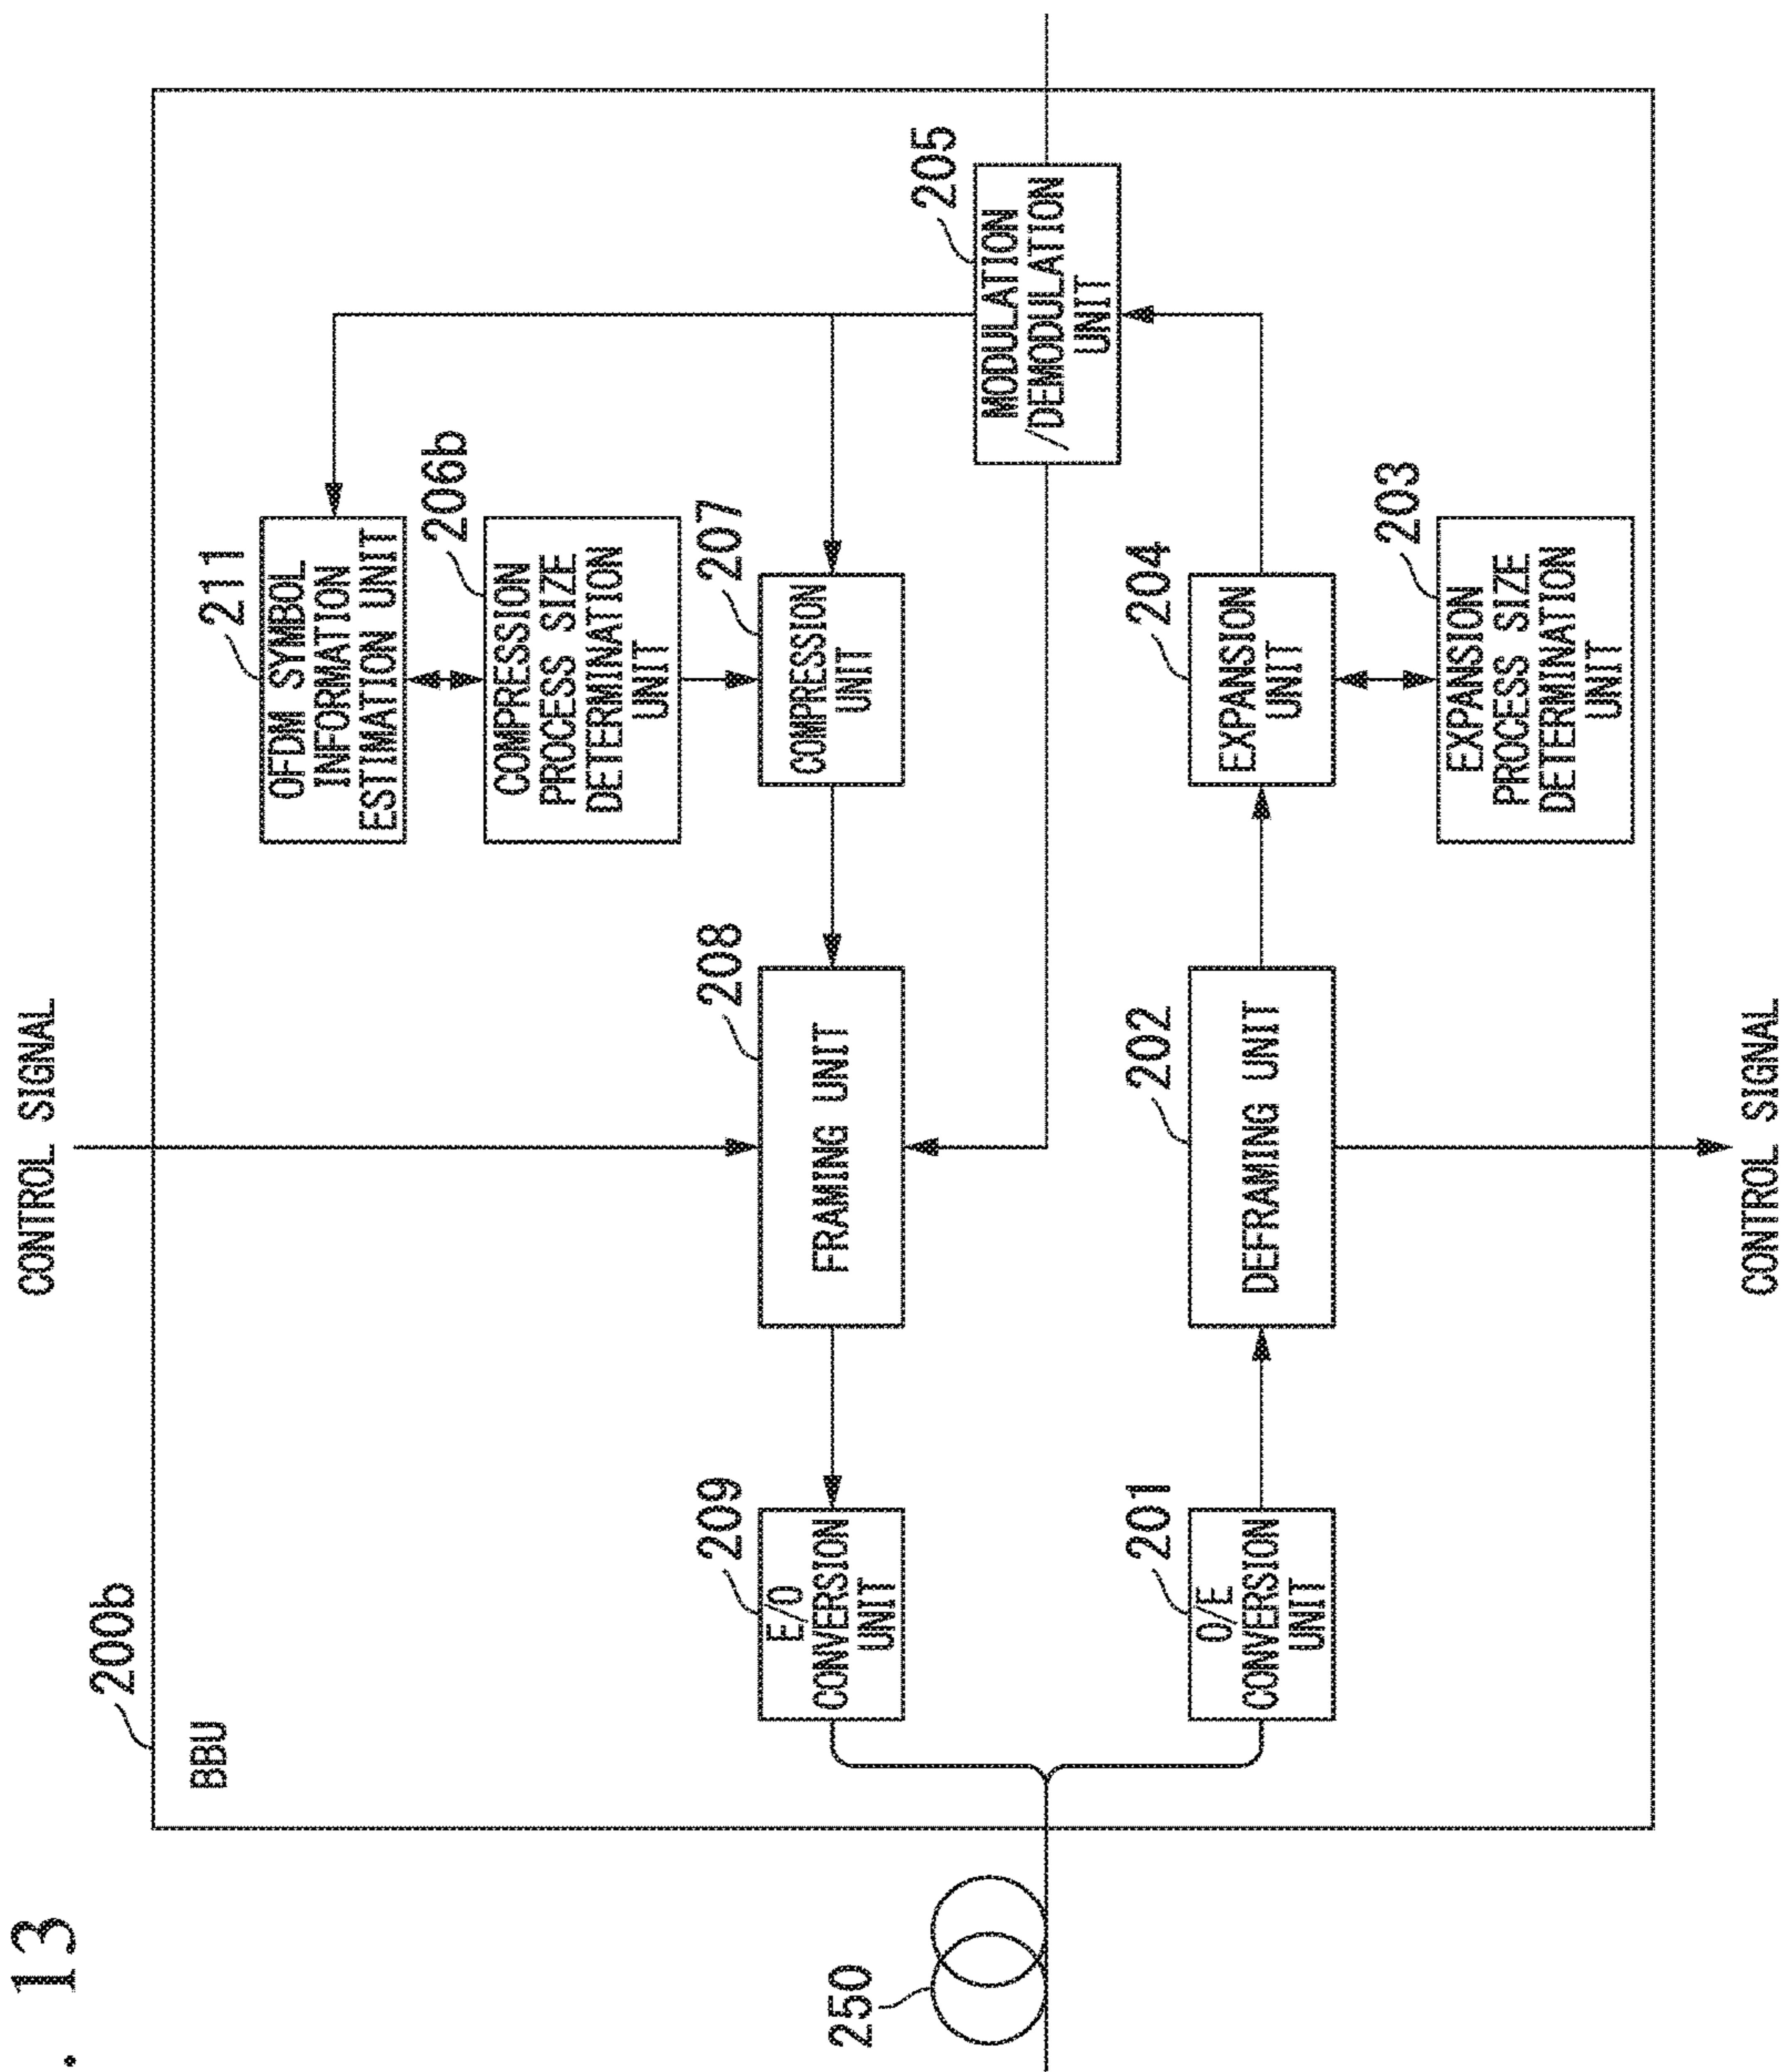 . 13
CONTROL SIGNAL
200b
BBU
211
OFDM SYMBOL
INFORMATION
ESTIMATION UNIT
206b
COMPRESSION
PROCESS SIZE
DETERMINATION
UNIT
209
E/O
CONVERSION
UNIT
208
FRAMING UNIT
207
COMPRESSION
UNIT
205
MODULATION
/DEMODULATION
UNIT
250
201
O/E
CONVERSION
UNIT
202
DEFRAMING UNIT
204
EXPANSION
UNIT
203
EXPANSION
PROCESS SIZE
DETERMINATION
UNIT
CONTROL SIGNAL